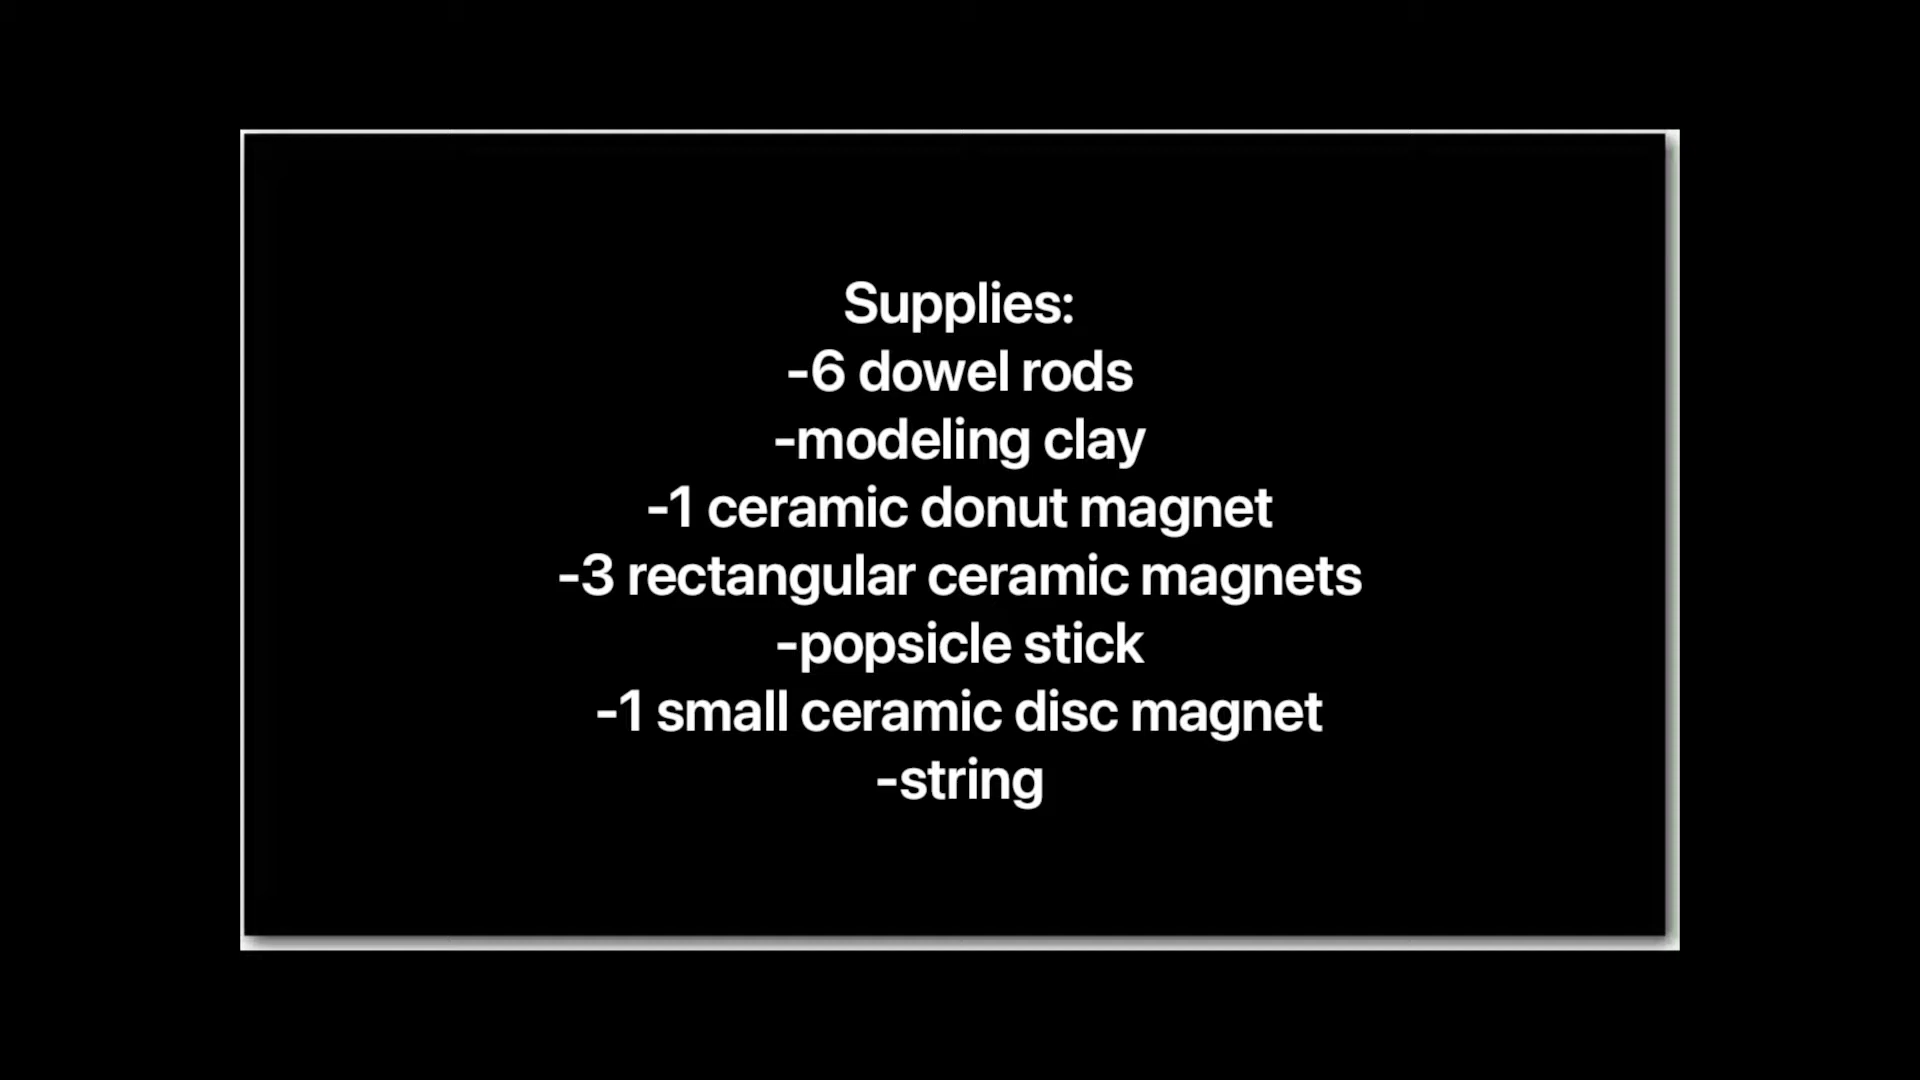 Supplies:
-6 dowel rods
-modeling clay
-1 ceramic donut magnet
-3 rectangular ceramic magnets
-popsicle stick
-1 small ceramic disc magnet
-string